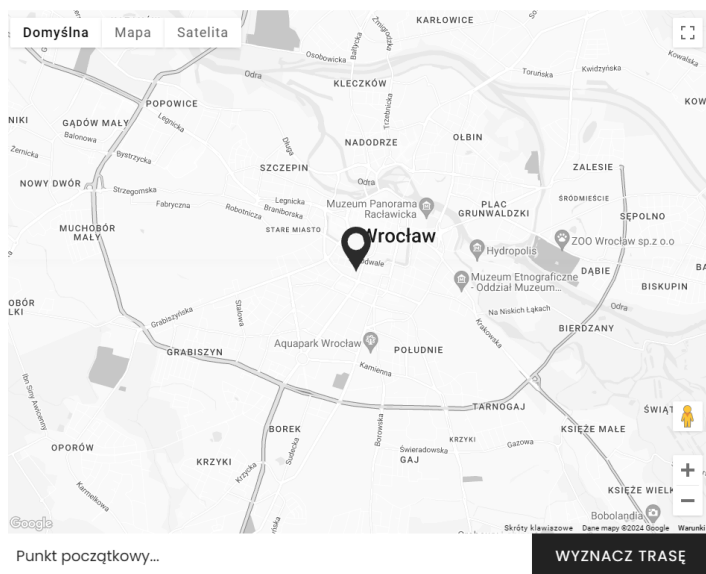 Domyślna Mapa Satelita
KARŁOWICE
Żmigrodzka
Bałtycka
Osobowicka
Odra
Toruńska
Kwidzyńska
Kowalska
KLECZKÓW
Trzebnicka
POPOWICE
Legnicka
NIKI
GĄDÓW MAŁY
Balonowa
Bystrzycka
Żernicka
Długa
NADODRZE
OŁBIN
KOW
SZCZEPIN
ZALESIE
NOWY DWÓR
Strzegomska
Fabryczna
Robotnicza
Legnicka
Braniborska
Odra
Muzeum Panorama
Racławicka
PLAC
GRUNWALDZKI
ŚRÓDMIEŚCIE
SĘPOLNO
MUCHOBÓR
MAŁY
STARE MIASTO
Wrocław
Hydropolis
ZOO Wrocław sp.z o.o
Muzeum Etnograficzne
- Oddział Muzeum...
DĄBIE
BA
BISKUPIN
OBÓR
LKI
Grabiszyńska
Stalowa
Na Niskich Łąkach
Odra
Krakowska
BIERDZANY
Aquapark Wrocław
GRABISZYN
POŁUDNIE
Kamienna
Ibn Siny Awicenny
TARNOGAJ
ŚWIĄT
BOREK
Borowska
KSIĘŻE MAŁE
OPORÓW
Sudecka
KRZYKI
Gazowa
Świeradowska
GAJ
KRZYKI
Krzycka
Karmelkowa
KSIĘŻE WIELK
Bobolandia
Google
Skróty klawiszowe Dane mapy ©2024 Google Warunki
Punkt początkowy... WYZNACZ TRASĘ